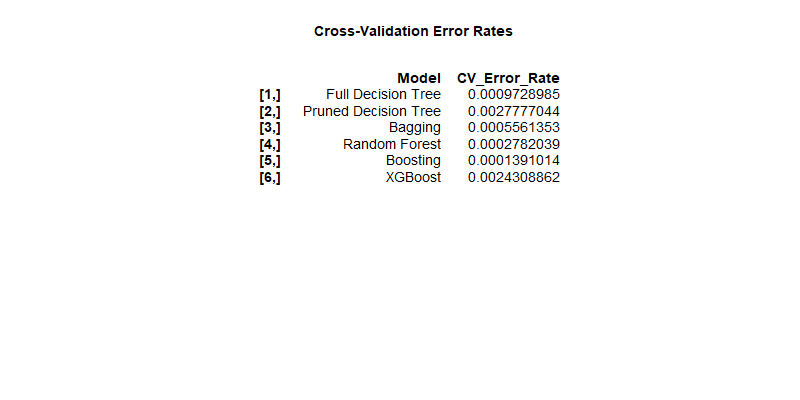 Cross-Validation Error Rates
Model CV_Error_Rate
[1,] Full Decision Tree 0.0009728985
[2,] Pruned Decision Tree 0.0027777044
[3,] Bagging 0.0005561353
[4,] Random Forest 0.0002782039
[5,] Boosting 0.0001391014
[6,] XGBoost 0.0024308862